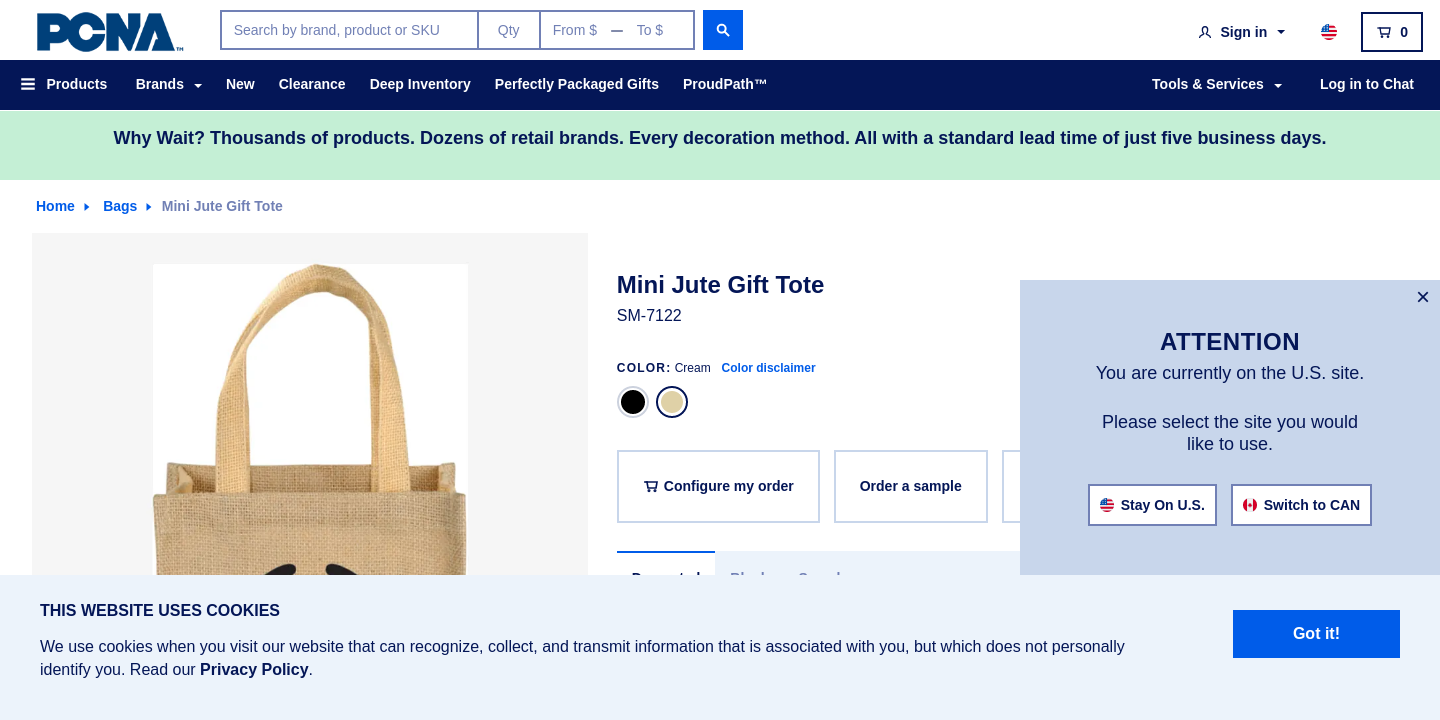 PCNA™
Search by brand, product or SKU
Qty
From $ — To $
Sign in
0
Products
Brands
New
Clearance
Deep Inventory
Perfectly Packaged Gifts
ProudPath™
Tools & Services
Log in to Chat
Why Wait? Thousands of products. Dozens of retail brands. Every decoration method. All with a standard lead time of just five business days.
Home
Bags
Mini Jute Gift Tote
Mini Jute Gift Tote
SM-7122
COLOR: Cream Color disclaimer
Configure my order
Order a sample
×
ATTENTION
You are currently on the U.S. site.
Please select the site you would
like to use.
Stay On U.S.
Switch to CAN
THIS WEBSITE USES COOKIES
We use cookies when you visit our website that can recognize, collect, and transmit information that is associated with you, but which does not personally
identify you. Read our Privacy Policy.
Got it!